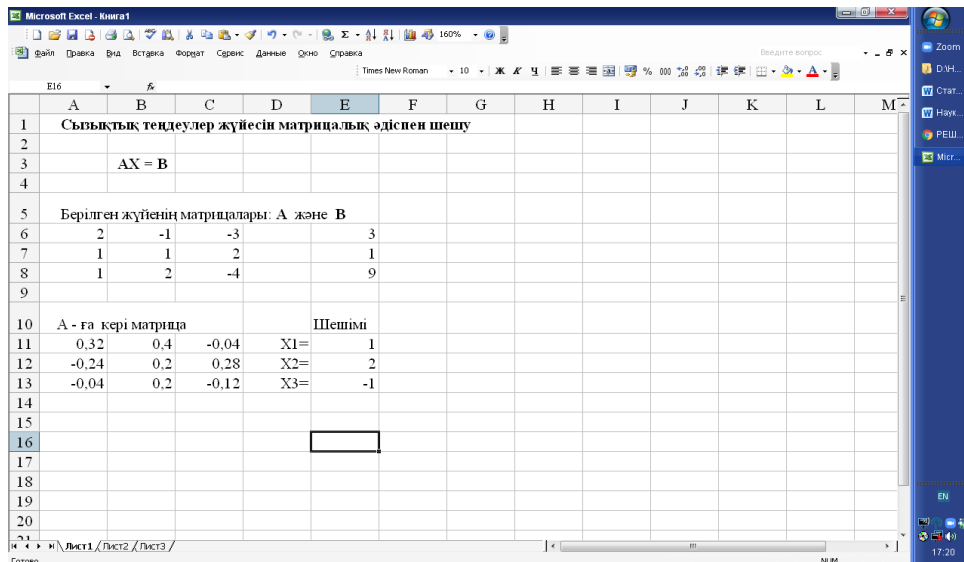 Microsoft Excel - Книга1
160%
Файл Правка Вид Вставка Формат Сервис Данные Окно Справка
Введите вопрос
Times New Roman 10 Ж К Ч % 000
E16 fx
A B C D E F G H I J K L M
1 Сызықтық теңдеулер жүйесін матрицалық әдіспен шешу
2
3 AX = B
4
5 Берілген жүйенің матрицалары: A және B
6 2 -1 -3 3
7 1 1 2 1
8 1 2 -4 9
9
10 А - ға кері матрица Шешімі
11 0,32 0,4 -0,04 X1= 1
12 -0,24 0,2 0,28 X2= 2
13 -0,04 0,2 -0,12 X3= -1
14
15
16
17
18
19
20
21
Лист1 Лист2 Лист3
Готово NUM
Zoom
D:\Н...
Стат...
Наук...
РЕШ...
Micr...
EN
17:20